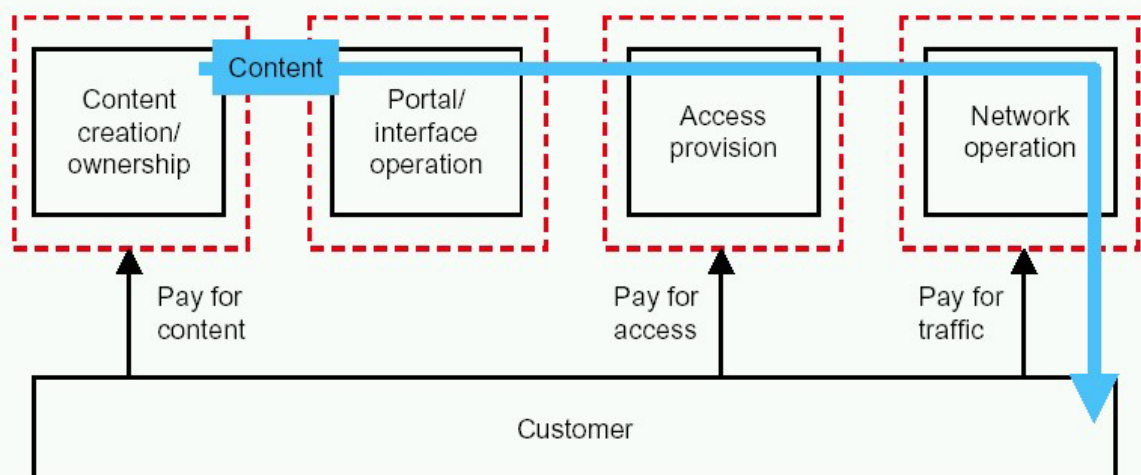 Content
creation/
ownership
Content
Portal/
interface
operation
Access
provision
Network
operation
Pay for
content
Pay for
access
Pay for
traffic
Customer